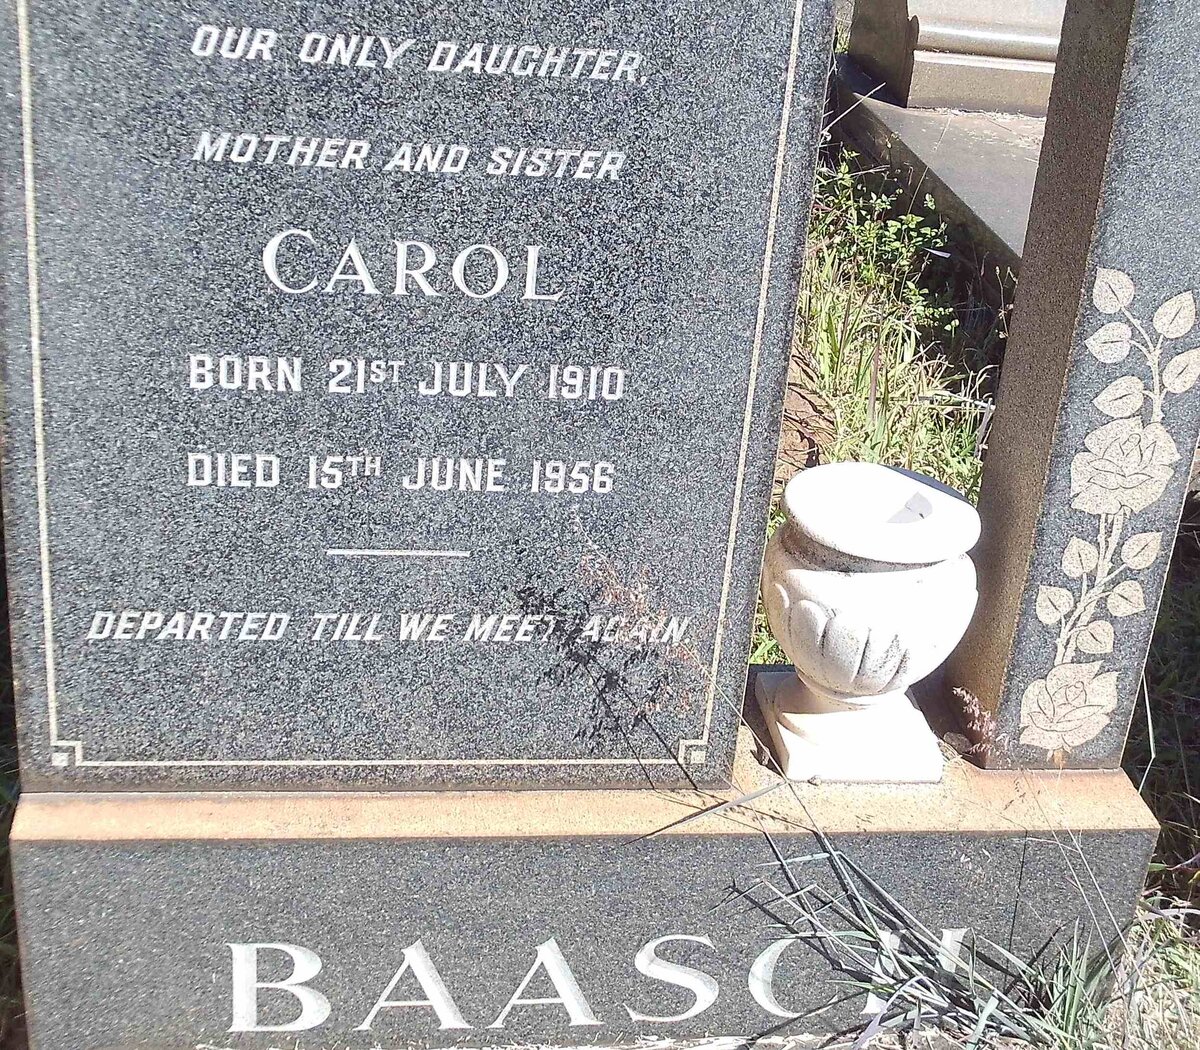 OUR ONLY DAUGHTER,
MOTHER AND SISTER
CAROL
BORN 21ST JULY 1910
DIED 15TH JUNE 1956
DEPARTED TILL WE MEET AGAIN
BAASCH